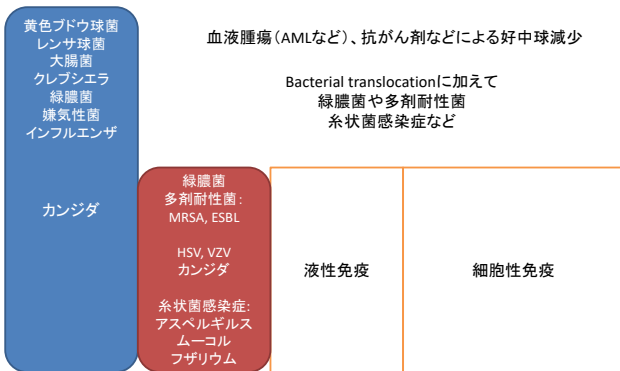 黄色ブドウ球菌
レンサ球菌
大腸菌
クレブシエラ
緑膿菌
嫌気性菌
インフルエンザ
カンジダ
血液腫瘍(AMLなど)、抗がん剤などによる好中球減少
Bacterial translocationに加えて
緑膿菌や多剤耐性菌
糸状菌感染症など
緑膿菌
多剤耐性菌:
MRSA, ESBL
HSV, VZV
カンジダ
糸状菌感染症:
アスペルギルス
ムーコル
フザリウム
液性免疫
細胞性免疫